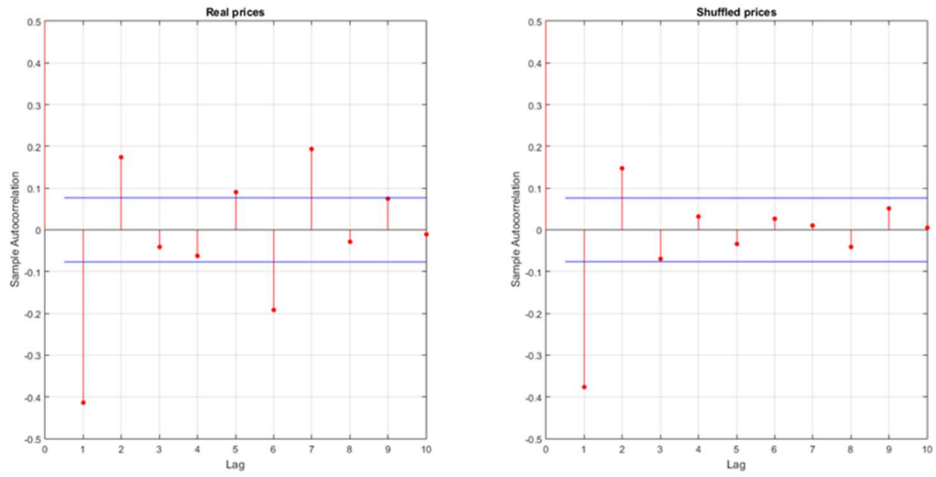 Real prices
0.5
0.4
0.3
0.2
0.1
0
-0.1
-0.2
-0.3
-0.4
-0.5
Sample Autocorrelation
0 1 2 3 4 5 6 7 8 9 10
Lag
Shuffled prices
0.5
0.4
0.3
0.2
0.1
0
-0.1
-0.2
-0.3
-0.4
-0.5
Sample Autocorrelation
0 1 2 3 4 5 6 7 8 9 10
Lag